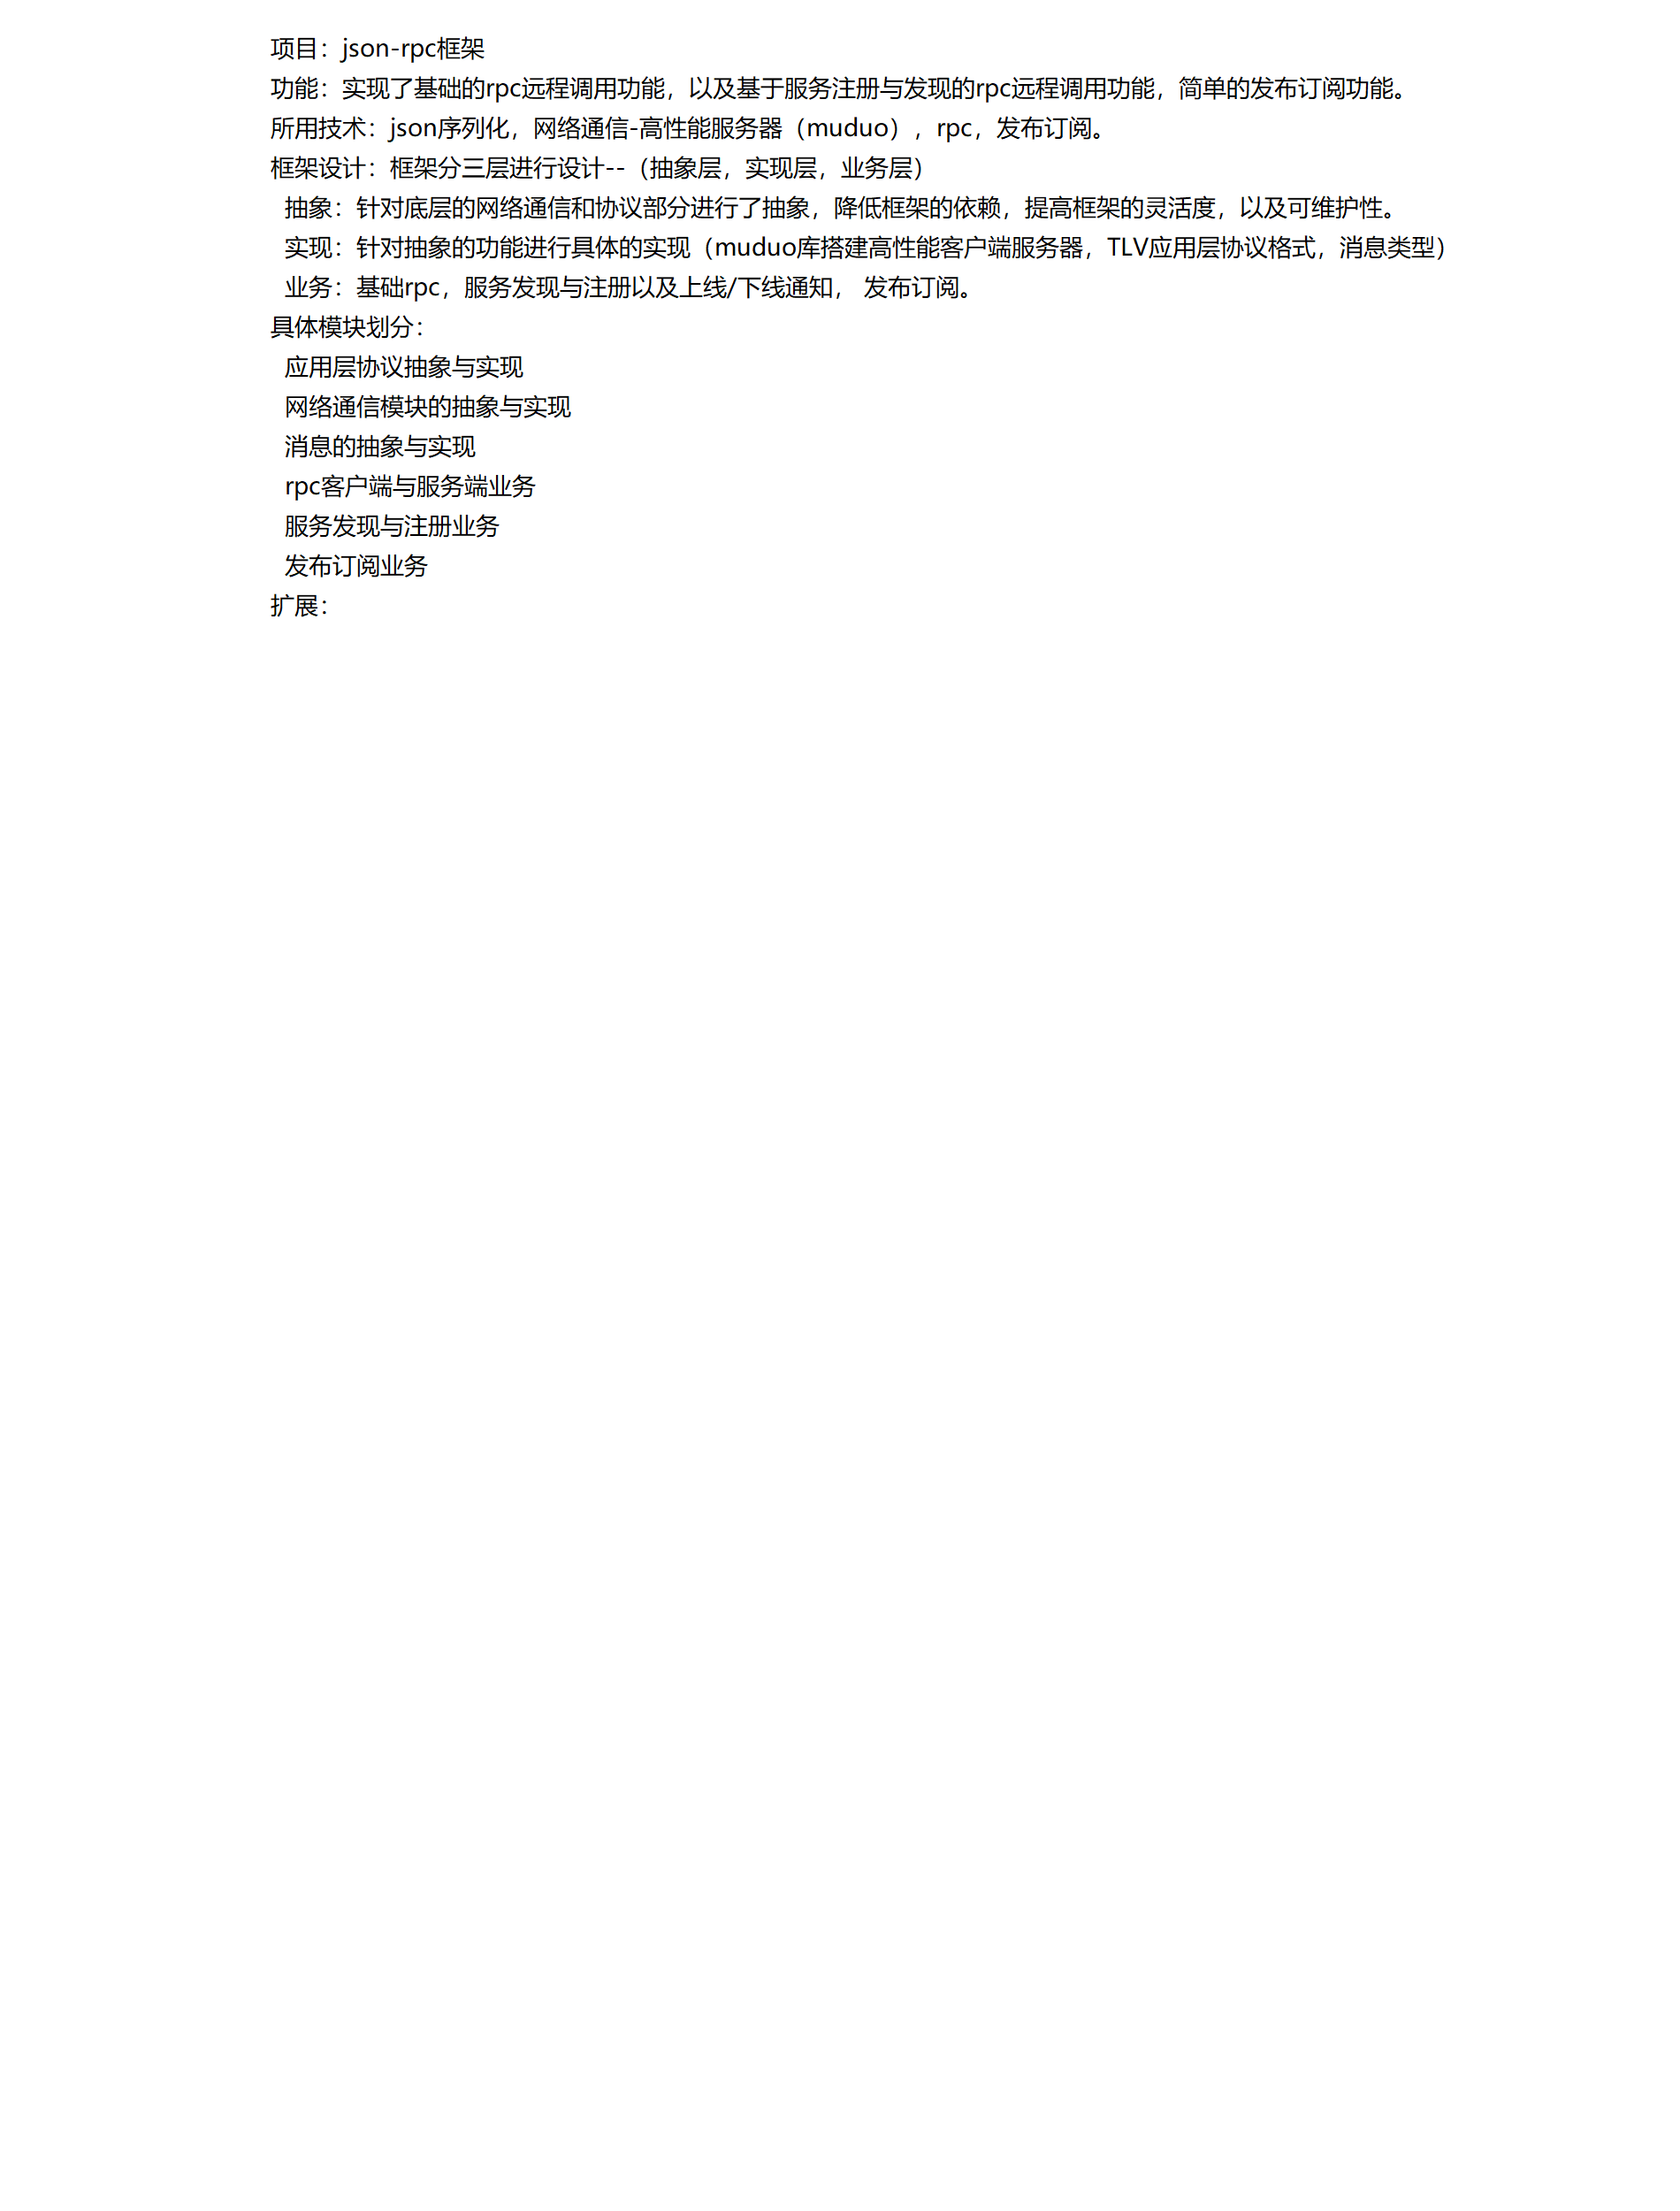 项目：json-rpc框架
功能：实现了基础的rpc远程调用功能，以及基于服务注册与发现的rpc远程调用功能，简单的发布订阅功能。
所用技术：json序列化，网络通信-高性能服务器（muduo），rpc，发布订阅。
框架设计：框架分三层进行设计--（抽象层，实现层，业务层）
抽象：针对底层的网络通信和协议部分进行了抽象，降低框架的依赖，提高框架的灵活度，以及可维护性。
实现：针对抽象的功能进行具体的实现（muduo库搭建高性能客户端服务器，TLV应用层协议格式，消息类型）
业务：基础rpc，服务发现与注册以及上线/下线通知， 发布订阅。
具体模块划分：
应用层协议抽象与实现
网络通信模块的抽象与实现
消息的抽象与实现
rpc客户端与服务端业务
服务发现与注册业务
发布订阅业务
扩展：